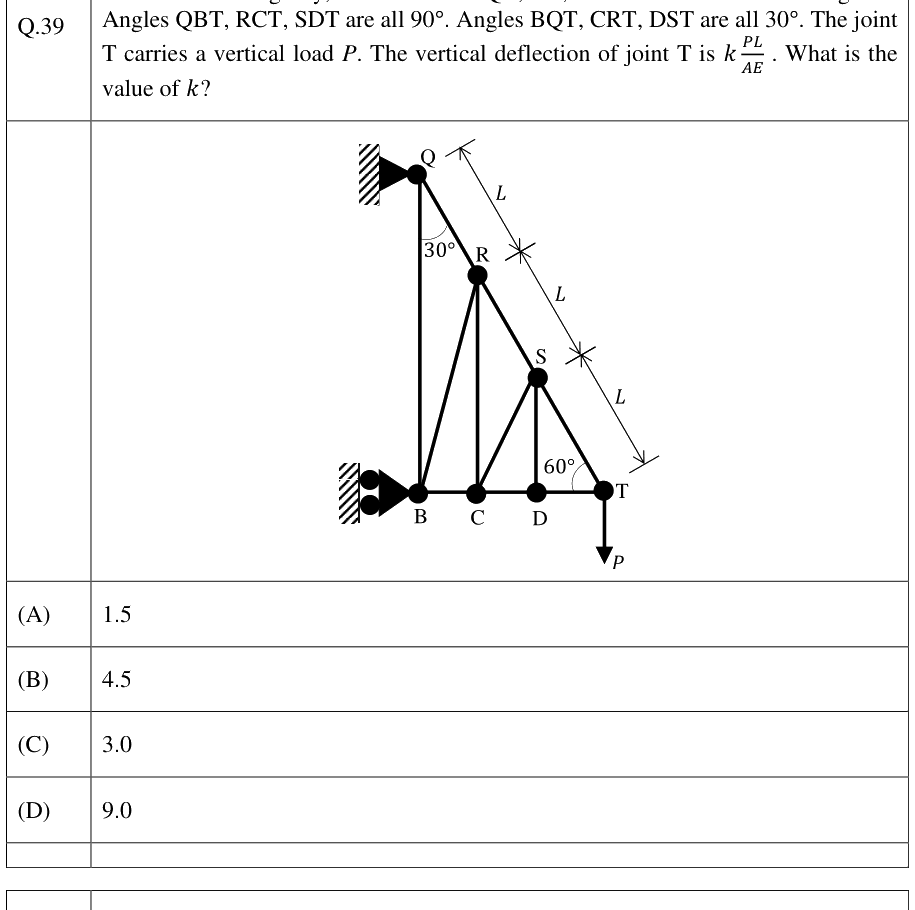 Q.39
Angles QBT, RCT, SDT are all 90°. Angles BQT, CRT, DST are all 30°. The joint
T carries a vertical load P. The vertical deflection of joint T is k PL/AE . What is the
value of k?
Q
L
30°
R
L
S
L
60°
T
B
C
D
P
(A) 1.5
(B) 4.5
(C) 3.0
(D) 9.0